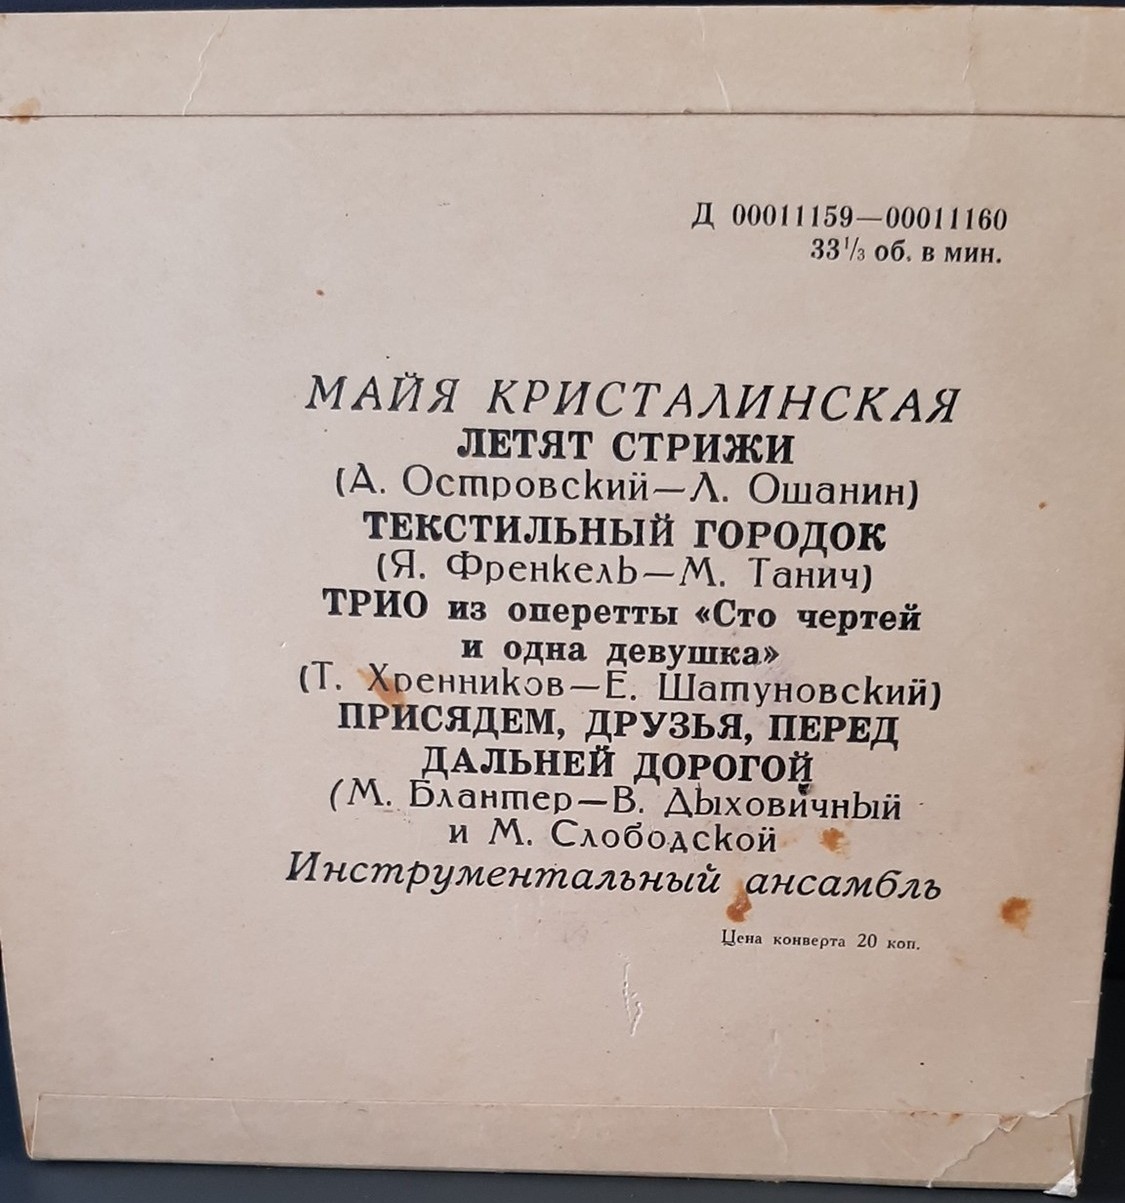 Д 00011159—00011160
33⅓ об. в мин.
МАЙЯ КРИСТАЛИНСКАЯ
ЛЕТЯТ СТРИЖИ
(А. Островский—Л. Ошанин)
ТЕКСТИЛЬНЫЙ ГОРОДОК
(Я. Френкель—М. Танич)
ТРИО из оперетты «Сто чертей
и одна девушка»
(Т. Хренников—Е. Шатуновский)
ПРИСЯДЕМ, ДРУЗЬЯ, ПЕРЕД
ДАЛЬНЕЙ ДОРОГОЙ
(М. Блантер—В. Дыховичный
и М. Слободской
Инструментальный ансамбль
Цена конверта 20 коп.